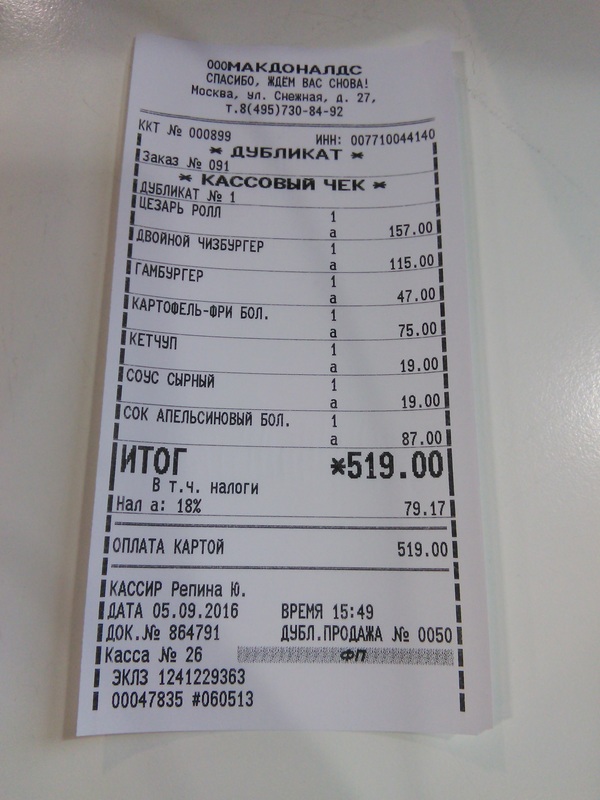 ОООМАКДОНАЛДС
СПАСИБО, ЖДЕМ ВАС СНОВА!
Москва, ул. Снежная, д. 27,
т.8(495)730-84-92
ККТ № 000899 ИНН: 007710044140
* ДУБЛИКАТ *
Заказ № 091
* КАССОВЫЙ ЧЕК *
ДУБЛИКАТ № 1
ЦЕЗАРЬ РОЛЛ 1
а 157.00
ДВОЙНОЙ ЧИЗБУРГЕР 1
а 115.00
ГАМБУРГЕР 1
а 47.00
КАРТОФЕЛЬ-ФРИ БОЛ. 1
а 75.00
КЕТЧУП 1
а 19.00
СОУС СЫРНЫЙ 1
а 19.00
СОК АПЕЛЬСИНОВЫЙ БОЛ. 1
а 87.00
ИТОГ *519.00
В т.ч. налоги
Нал а: 18% 79.17
ОПЛАТА КАРТОЙ 519.00
КАССИР Репина Ю.
ДАТА 05.09.2016 ВРЕМЯ 15:49
ДОК.№ 864791 ДУБЛ.ПРОДАЖА № 0050
Касса № 26 ФП
ЭКЛЗ 1241229363
00047835 #060513